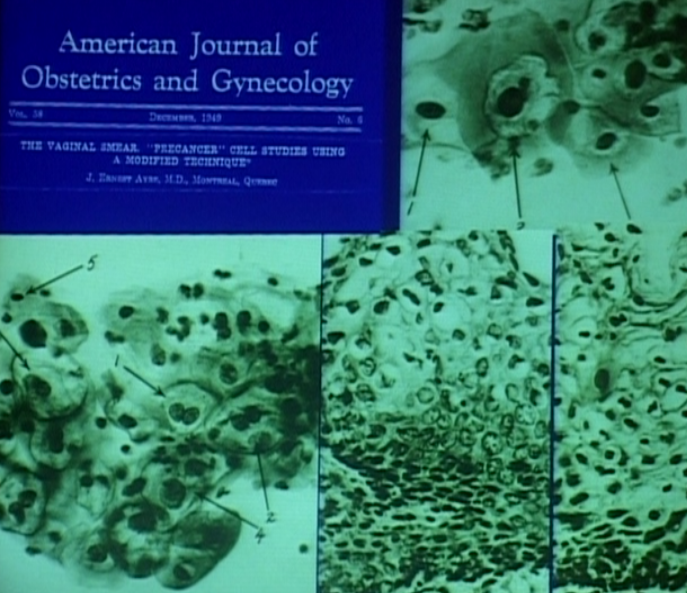 American Journal of
Obstetrics and Gynecology
Vol. 58 December, 1949 No. 6
THE VAGINAL SMEAR. "PRECANCER" CELL STUDIES USING
A MODIFIED TECHNIQUE*
J. Ernest Ayre, M.D., Montreal, Quebec
1
2
5
1
2
4